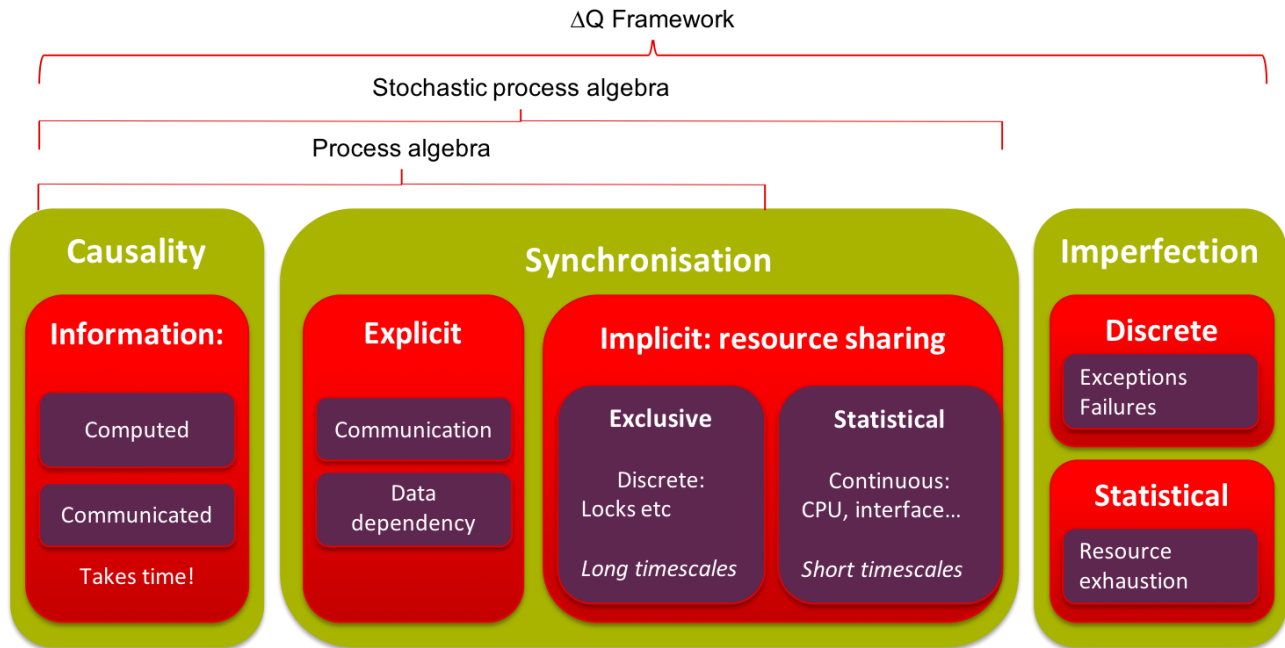 ∆Q Framework
Stochastic process algebra
Process algebra
Causality
Information:
Computed
Communicated
Takes time!
Synchronisation
Explicit
Communication
Data
dependency
Implicit: resource sharing
Exclusive
Discrete:
Locks etc
Long timescales
Statistical
Continuous:
CPU, interface…
Short timescales
Imperfection
Discrete
Exceptions
Failures
Statistical
Resource
exhaustion